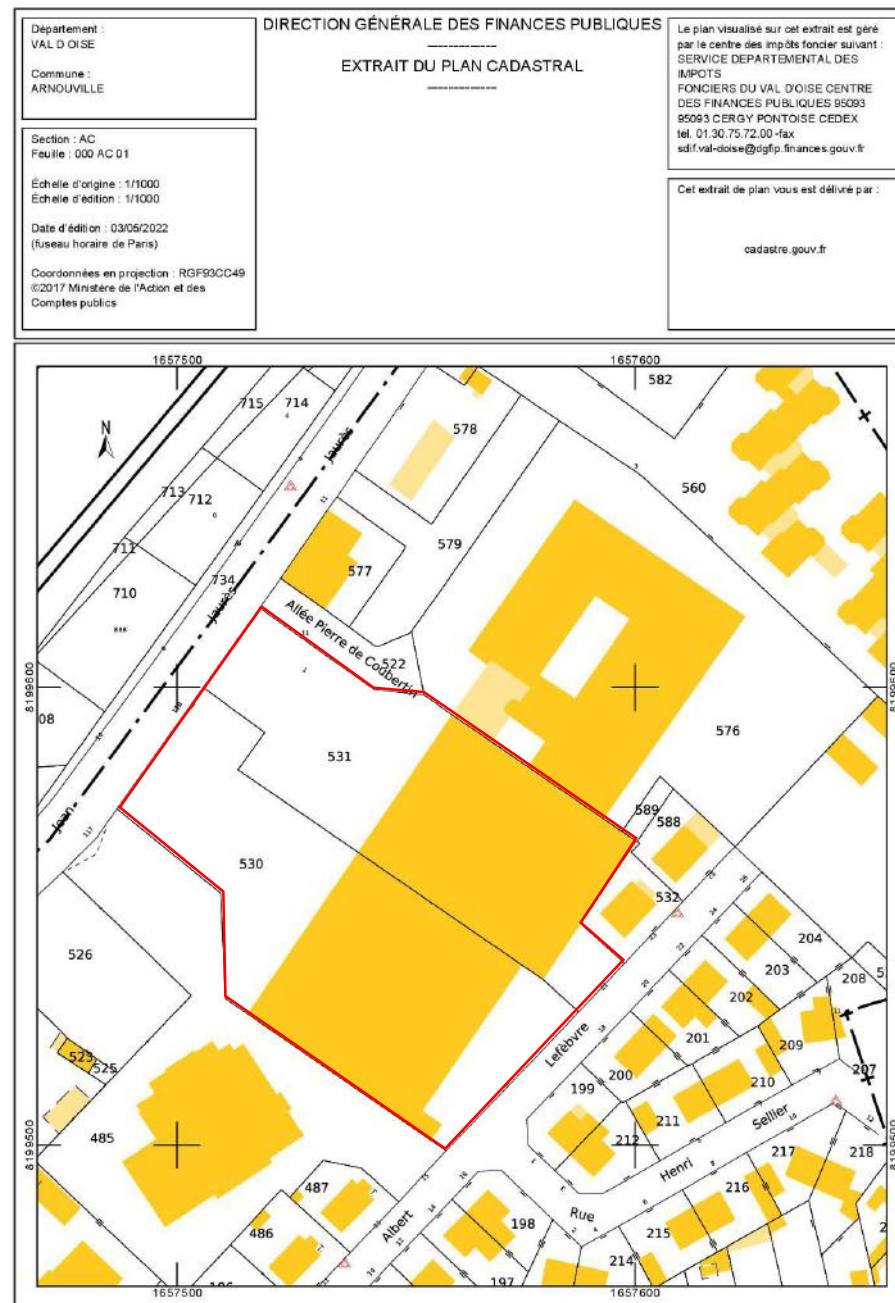 Département :
VAL D OISE
Commune :
ARNOUVILLE
Section : AC
Feuille : 000 AC 01
Échelle d'origine : 1/1000
Échelle d'édition : 1/1000
Date d'édition : 03/05/2022
(fuseau horaire de Paris)
Coordonnées en projection : RGF93CC49
©2017 Ministère de l'Action et des
Comptes publics
DIRECTION GÉNÉRALE DES FINANCES PUBLIQUES
-------------
EXTRAIT DU PLAN CADASTRAL
-------------
Le plan visualisé sur cet extrait est géré
par le centre des impôts foncier suivant :
SERVICE DEPARTEMENTAL DES
IMPOTS
FONCIERS DU VAL D'OISE CENTRE
DES FINANCES PUBLIQUES 95093
95093 CERGY PONTOISE CEDEX
tél. 01.30.75.72.00 -fax
sdif.val-doise@dgfip.finances.gouv.fr
Cet extrait de plan vous est délivré par :
cadastre.gouv.fr
1657500
1657600
582
715
714
578
Jaurès
N
713
712
560
579
711
577
734
710
Jaurès
Allée Pierre de Coubertin
522
8199600
8199600
08
576
531
589
588
Jean
530
532
526
204
203
208
202
Lefèbvre
201
209
523
525
200
210
207
199
211
Sellier
485
212
8199500
8199500
Henri
217
218
487
216
Albert
Rue
198
215
486
214
197
1657500
1657600